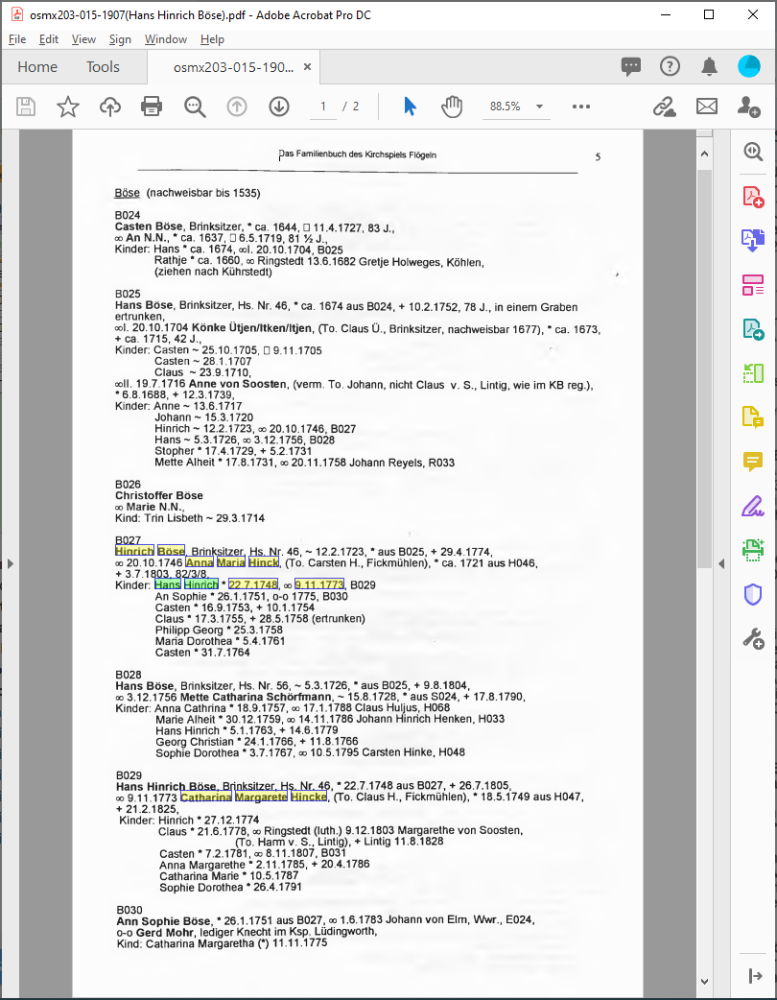 osmx203-015-1907(Hans Hinrich Böse).pdf - Adobe Acrobat Pro DC
File Edit View Sign Window Help
Home Tools osmx203-015-190... ×
1 / 2 88.5%
Das Familienbuch des Kirchspiels Flögeln 5
Böse (nachweisbar bis 1535)
B024
Casten Böse, Brinksitzer, * ca. 1644, □ 11.4.1727, 83 J.,
∞ An N.N., * ca. 1637, □ 6.5.1719, 81 ½ J.,
Kinder: Hans * ca. 1674, ∞I. 20.10.1704, B025
Rathje * ca. 1660, ∞ Ringstedt 13.6.1682 Gretje Holweges, Köhlen,
(ziehen nach Kührstedt)
B025
Hans Böse, Brinksitzer, Hs. Nr. 46, * ca. 1674 aus B024, + 10.2.1752, 78 J., in einem Graben
ertrunken,
∞I. 20.10.1704 Könke Ütjen/Itken/Itjen, (To. Claus Ü., Brinksitzer, nachweisbar 1677), * ca. 1673,
+ ca. 1715, 42 J.,
Kinder: Casten ~ 25.10.1705, □ 9.11.1705
Casten ~ 28.1.1707
Claus ~ 23.9.1710,
∞II. 19.7.1716 Anne von Soosten, (verm. To. Johann, nicht Claus v. S., Lintig, wie im KB reg.),
* 6.8.1688, + 12.3.1739,
Kinder: Anne ~ 13.6.1717
Johann ~ 15.3.1720
Hinrich ~ 12.2.1723, ∞ 20.10.1746, B027
Hans ~ 5.3.1726, ∞ 3.12.1756, B028
Stopher * 17.4.1729, + 5.2.1731
Mette Alheit * 17.8.1731, ∞ 20.11.1758 Johann Reyels, R033
B026
Christoffer Böse
∞ Marie N.N.,
Kind: Trin Lisbeth ~ 29.3.1714
B027
Hinrich Böse, Brinksitzer, Hs. Nr. 46, ~ 12.2.1723, * aus B025, + 29.4.1774,
∞ 20.10.1746 Anna Maria Hinck, (To. Carsten H., Fickmühlen), * ca. 1721 aus H046,
+ 3.7.1803, 82/3/8,
Kinder: Hans Hinrich * 22.7.1748, ∞ 9.11.1773, B029
An Sophie * 26.1.1751, o-o 1775, B030
Casten * 16.9.1753, + 10.1.1754
Claus * 17.3.1755, + 28.5.1758 (ertrunken)
Philipp Georg * 25.3.1758
Maria Dorothea * 5.4.1761
Casten * 31.7.1764
B028
Hans Böse, Brinksitzer, Hs. Nr. 56, ~ 5.3.1726, * aus B025, + 9.8.1804,
∞ 3.12.1756 Mette Catharina Schörfmann, ~ 15.8.1728, * aus S024, + 17.8.1790,
Kinder: Anna Cathrina * 18.9.1757, ∞ 17.1.1788 Claus Huljus, H068
Marie Alheit * 30.12.1759, ∞ 14.11.1786 Johann Hinrich Henken, H033
Hans Hinrich * 5.1.1763, + 14.6.1779
Georg Christian * 24.1.1766, + 11.8.1766
Sophie Dorothea * 3.7.1767, ∞ 10.5.1795 Carsten Hinke, H048
B029
Hans Hinrich Böse, Brinksitzer, Hs. Nr. 46, * 22.7.1748 aus B027, + 26.7.1805,
∞ 9.11.1773 Catharina Margarete Hincke, (To. Claus H., Fickmühlen), * 18.5.1749 aus H047,
+ 21.2.1825,
Kinder: Hinrich * 27.12.1774
Claus * 21.6.1778, ∞ Ringstedt (luth.) 9.12.1803 Margarethe von Soosten,
(To. Harm v. S., Lintig), + Lintig 11.8.1828
Casten * 7.2.1781, ∞ 8.11.1807, B031
Anna Margarethe * 2.11.1785, + 20.4.1786
Catharina Marie * 10.5.1787
Sophie Dorothea * 26.4.1791
B030
Ann Sophie Böse, * 26.1.1751 aus B027, ∞ 1.6.1783 Johann von Elm, Wwr., E024,
o-o Gerd Mohr, lediger Knecht im Ksp. Lüdingworth,
Kind: Catharina Margaretha (*) 11.11.1775